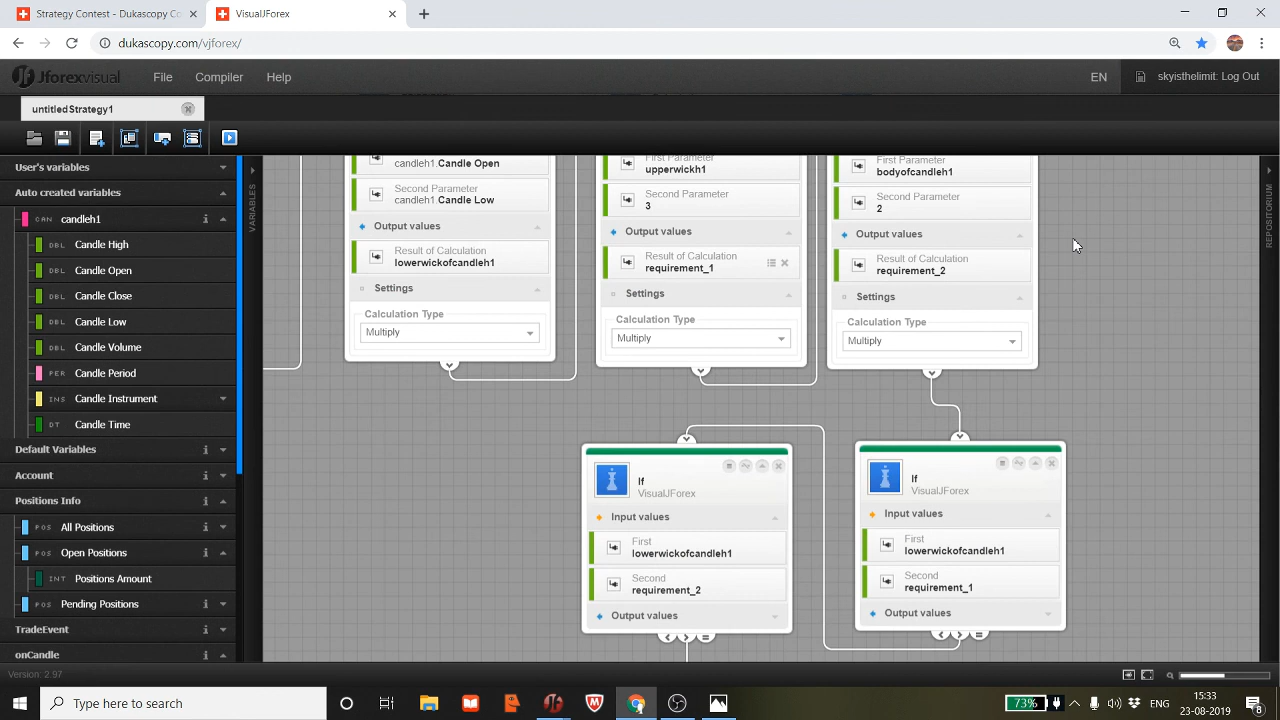 Strategy Contest - Dukascopy C
VisualJForex
dukascopy.com/vjforex/
Jforexvisual
File
Compiler
Help
EN
skyisthelimit: Log Out
untitledStrategy1
User's variables
Auto created variables
CAN candleh1
DBL Candle High
DBL Candle Open
DBL Candle Close
DBL Candle Low
DBL Candle Volume
PER Candle Period
INS Candle Instrument
DT Candle Time
Default Variables
Account
Positions Info
POS All Positions
POS Open Positions
INT Positions Amount
POS Pending Positions
TradeEvent
onCandle
Version: 2.97
VARIABLES
candleh1.Candle Open
Second Parameter
candleh1.Candle Low
Output values
Result of Calculation
lowerwickofcandleh1
Settings
Calculation Type
Multiply
First Parameter
upperwickh1
Second Parameter
3
Output values
Result of Calculation
requirement_1
Settings
Calculation Type
Multiply
First Parameter
bodyofcandleh1
Second Parameter
2
Output values
Result of Calculation
requirement_2
Settings
Calculation Type
Multiply
If
VisualJForex
Input values
First
lowerwickofcandleh1
Second
requirement_2
Output values
If
VisualJForex
Input values
First
lowerwickofcandleh1
Second
requirement_1
Output values
REPOSITORIUM
Type here to search
73%
ENG
15:33
23-08-2019
6